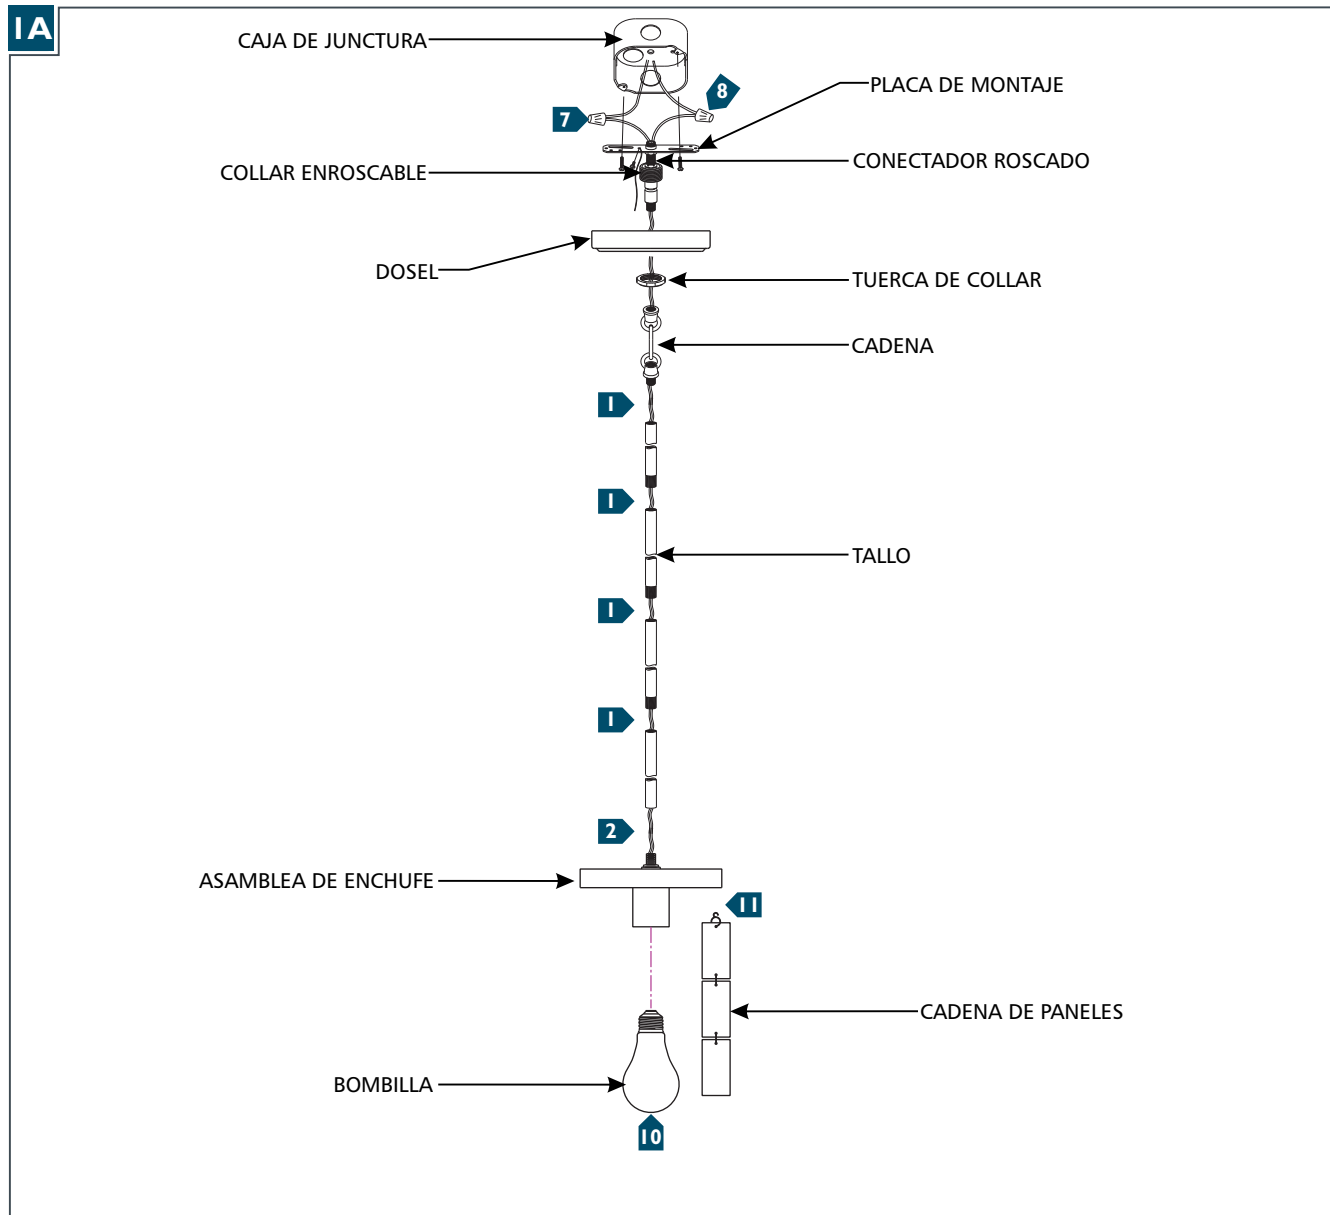 1A
CAJA DE JUNCTURA
PLACA DE MONTAJE
8
7
CONECTADOR ROSCADO
COLLAR ENROSCABLE
DOSEL
TUERCA DE COLLAR
CADENA
1
1
TALLO
1
1
2
ASAMBLEA DE ENCHUFE
11
CADENA DE PANELES
BOMBILLA
10